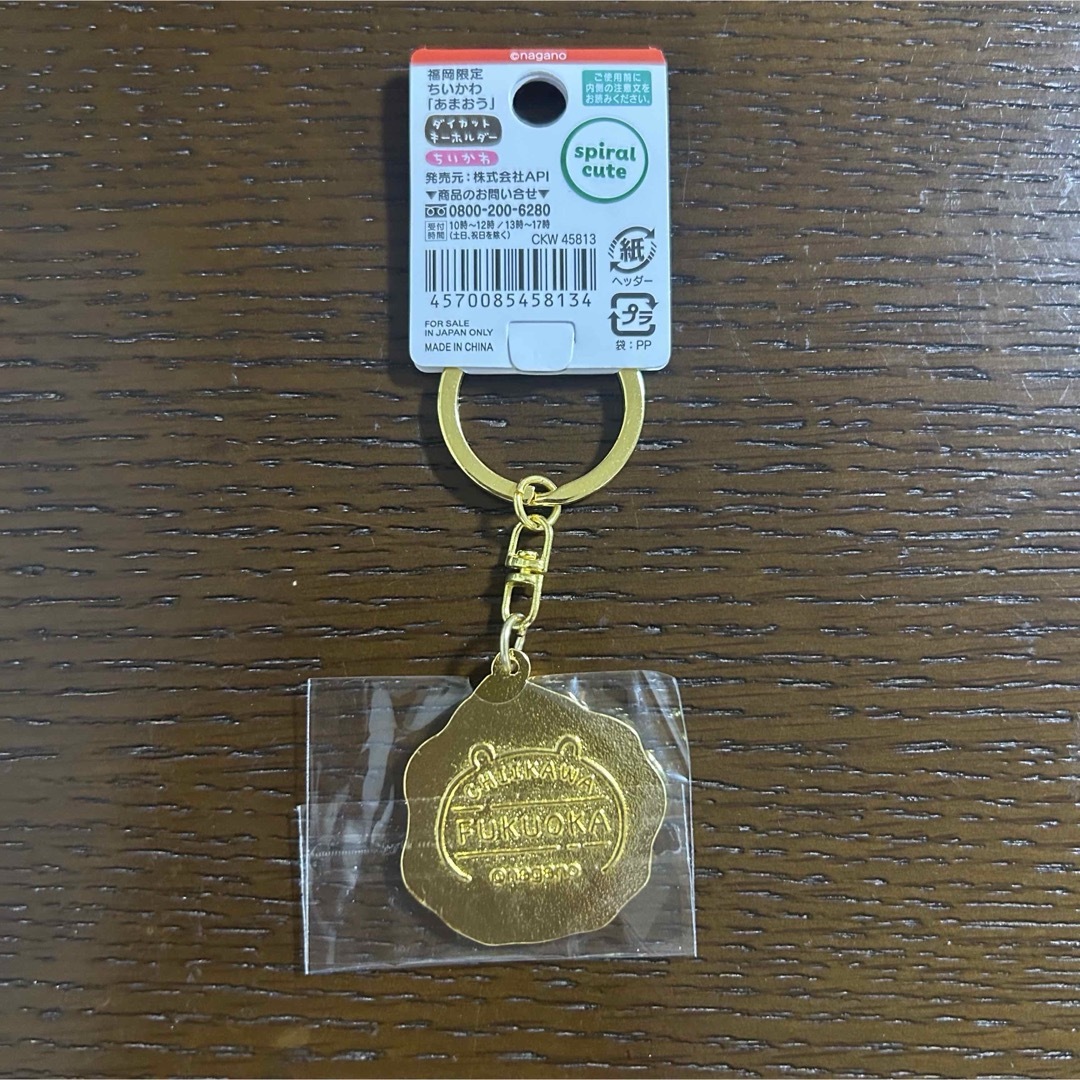 ©nagano
福岡限定
ちいかわ
「あまおう」
ダイカット
キーホルダー
ちいかわ
発売元：株式会社API
▼商品のお問い合せ▼
0800-200-6280
受付時間 10時〜12時 / 13時〜17時
(土日、祝日を除く)
CKW 45813
4570085458134
FOR SALE
IN JAPAN ONLY
MADE IN CHINA
ご使用前に
内側の注意文を
お読みください。
spiral
cute
紙
ヘッダー
プラ
袋：PP
CHIIKAWA
FUKUOKA
©nagano